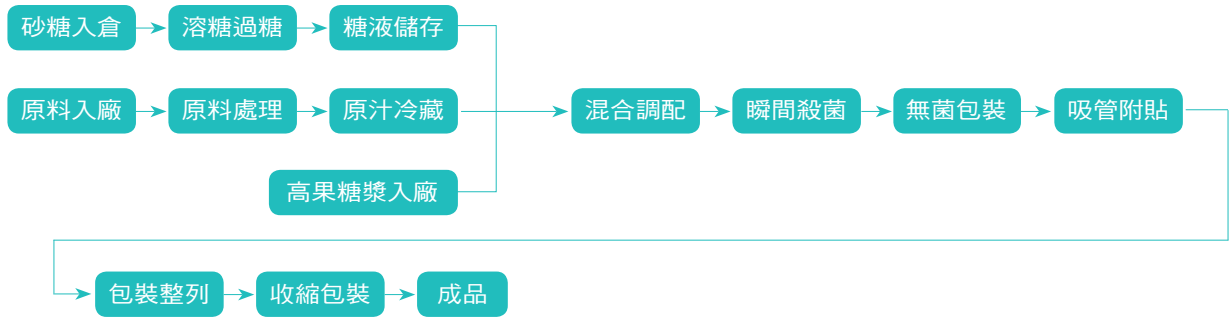 砂糖入倉
溶糖過糖
糖液儲存
原料入廠
原料處理
原汁冷藏
高果糖漿入廠
混合調配
瞬間殺菌
無菌包裝
吸管附貼
包裝整列
收縮包裝
成品